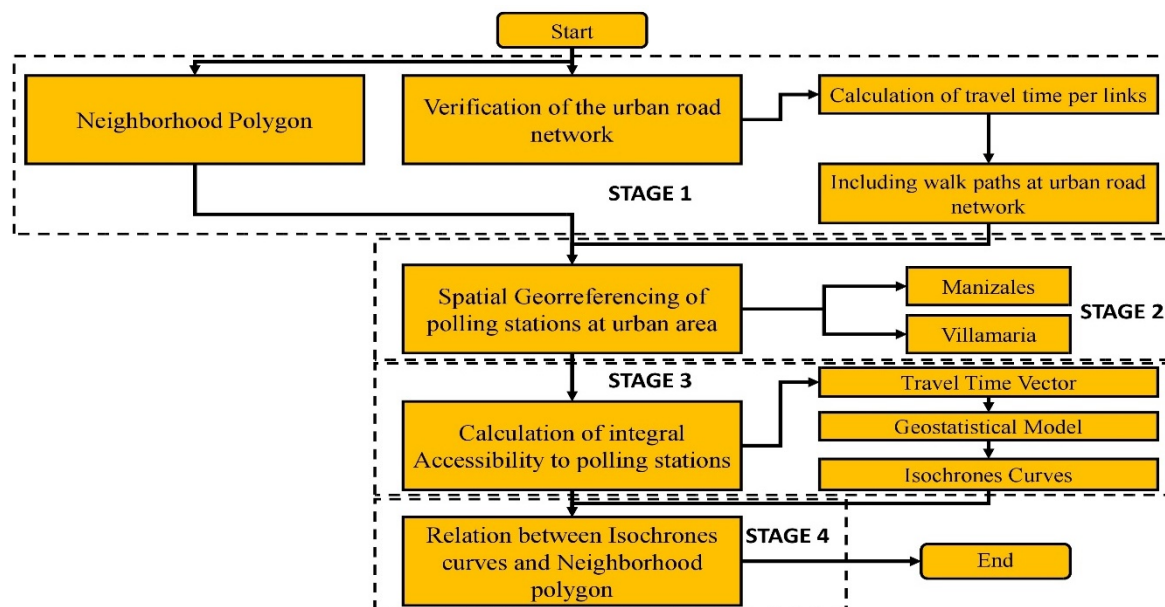 Start
Neighborhood Polygon
Verification of the urban road
network
Calculation of travel time per links
Including walk paths at urban road
network
STAGE 1
Spatial Georreferencing of
polling stations at urban area
Manizales
Villamaria
STAGE 2
STAGE 3
Calculation of integral
Accessibility to polling stations
Travel Time Vector
Geostatistical Model
Isochrones Curves
Relation between Isochrones
curves and Neighborhood
polygon
STAGE 4
End